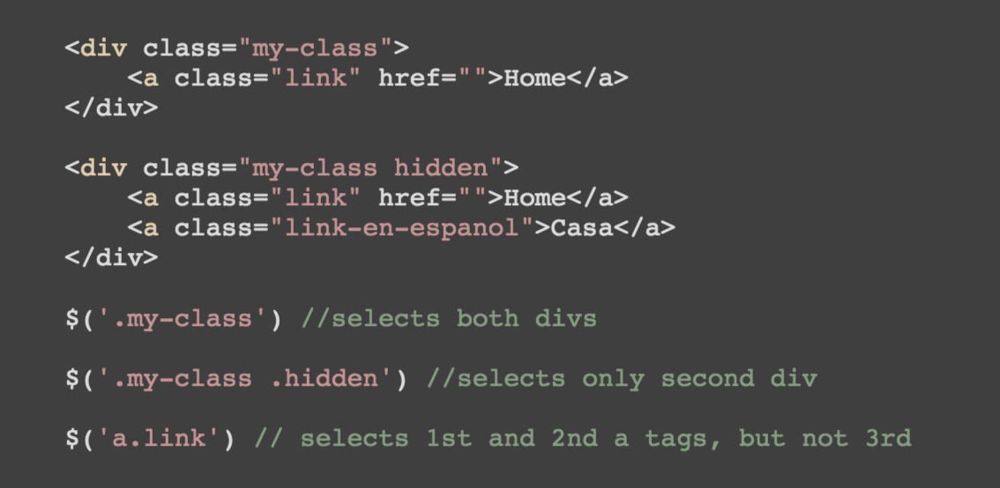 <div class="my-class">
    <a class="link" href="">Home</a>
</div>

<div class="my-class hidden">
    <a class="link" href="">Home</a>
    <a class="link-en-espanol">Casa</a>
</div>

$('.my-class') //selects both divs

$('.my-class .hidden') //selects only second div

$('a.link') // selects 1st and 2nd a tags, but not 3rd